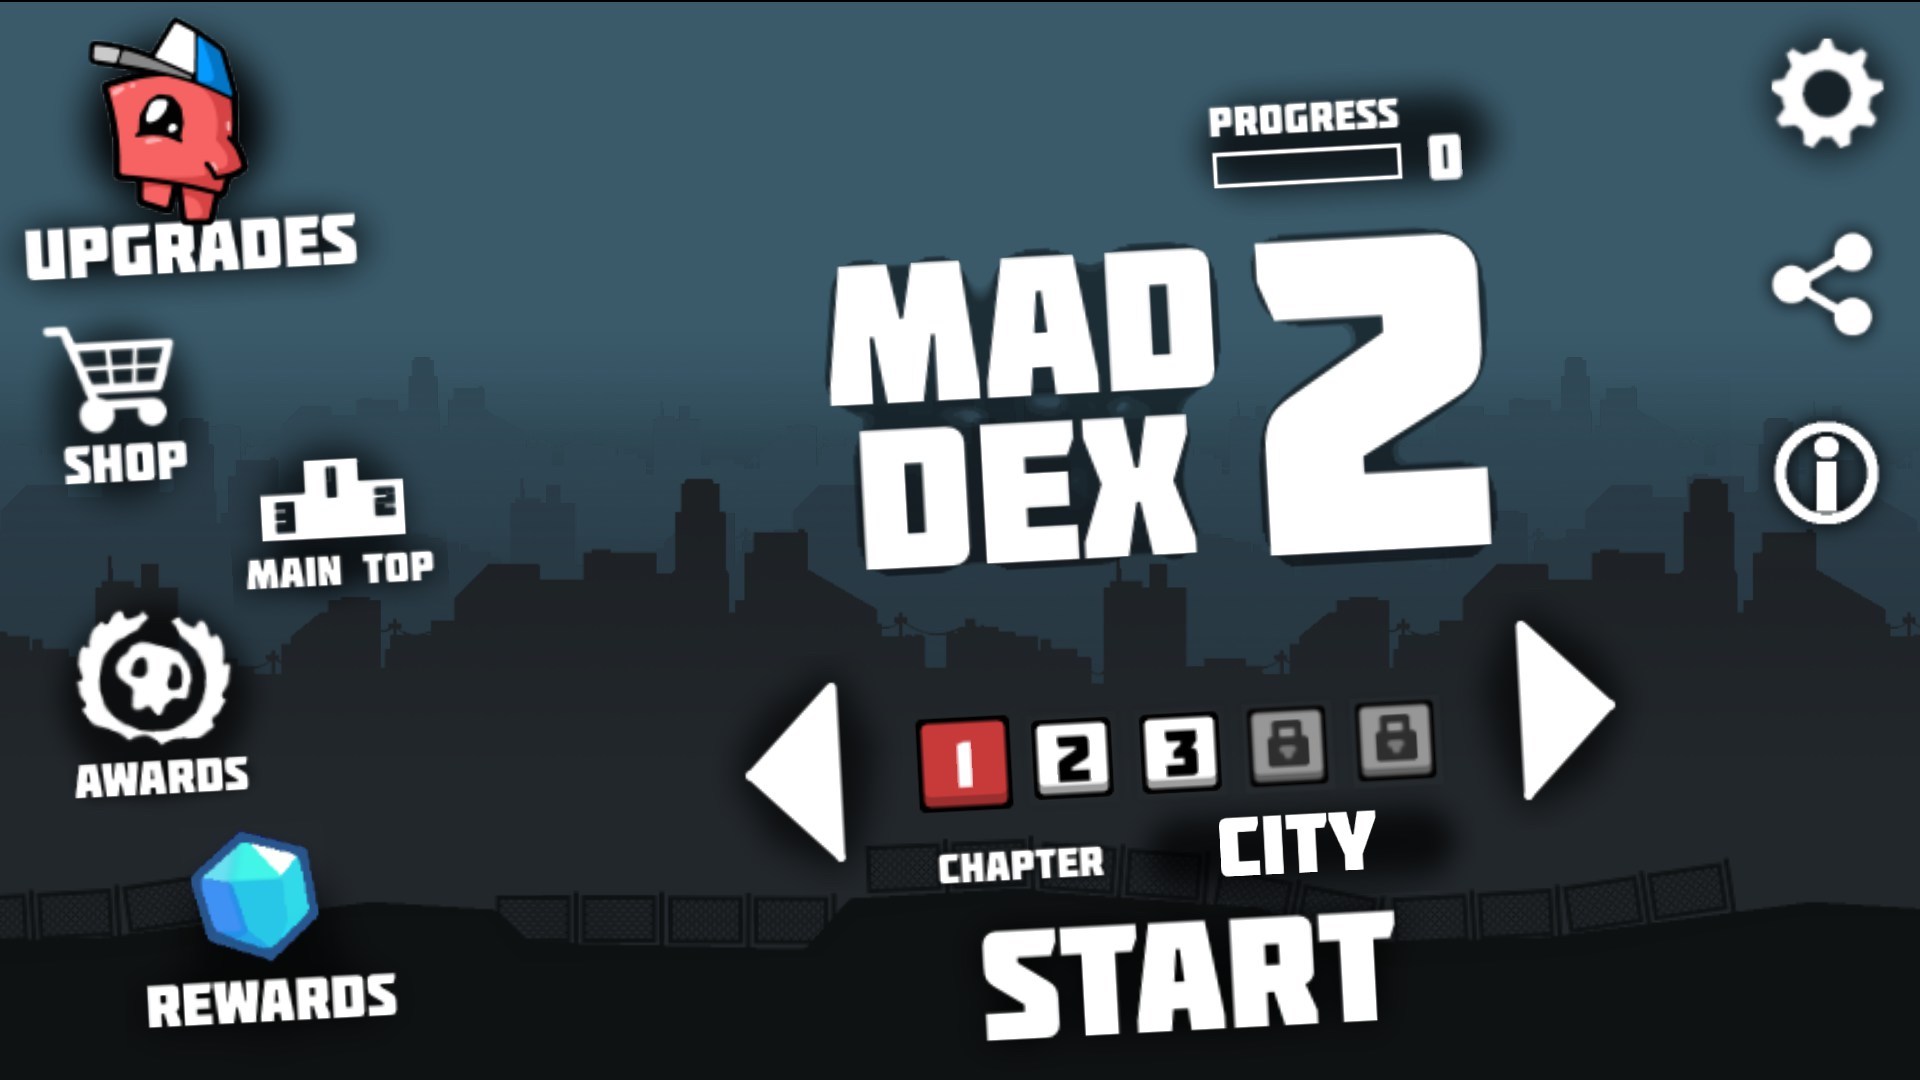 UPGRADES
SHOP
3 1 2
MAIN TOP
AWARDS
REWARDS
PROGRESS
0
MAD
DEX
2
1 2 3
CHAPTER
CITY
START
i